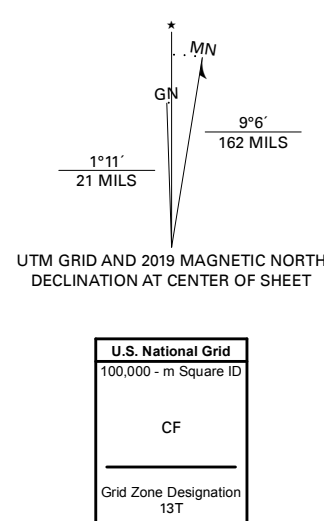 ★
MN
GN
9°6´
162 MILS
1°11´
21 MILS
UTM GRID AND 2019 MAGNETIC NORTH
DECLINATION AT CENTER OF SHEET
U.S. National Grid
100,000 - m Square ID
CF
Grid Zone Designation
13T